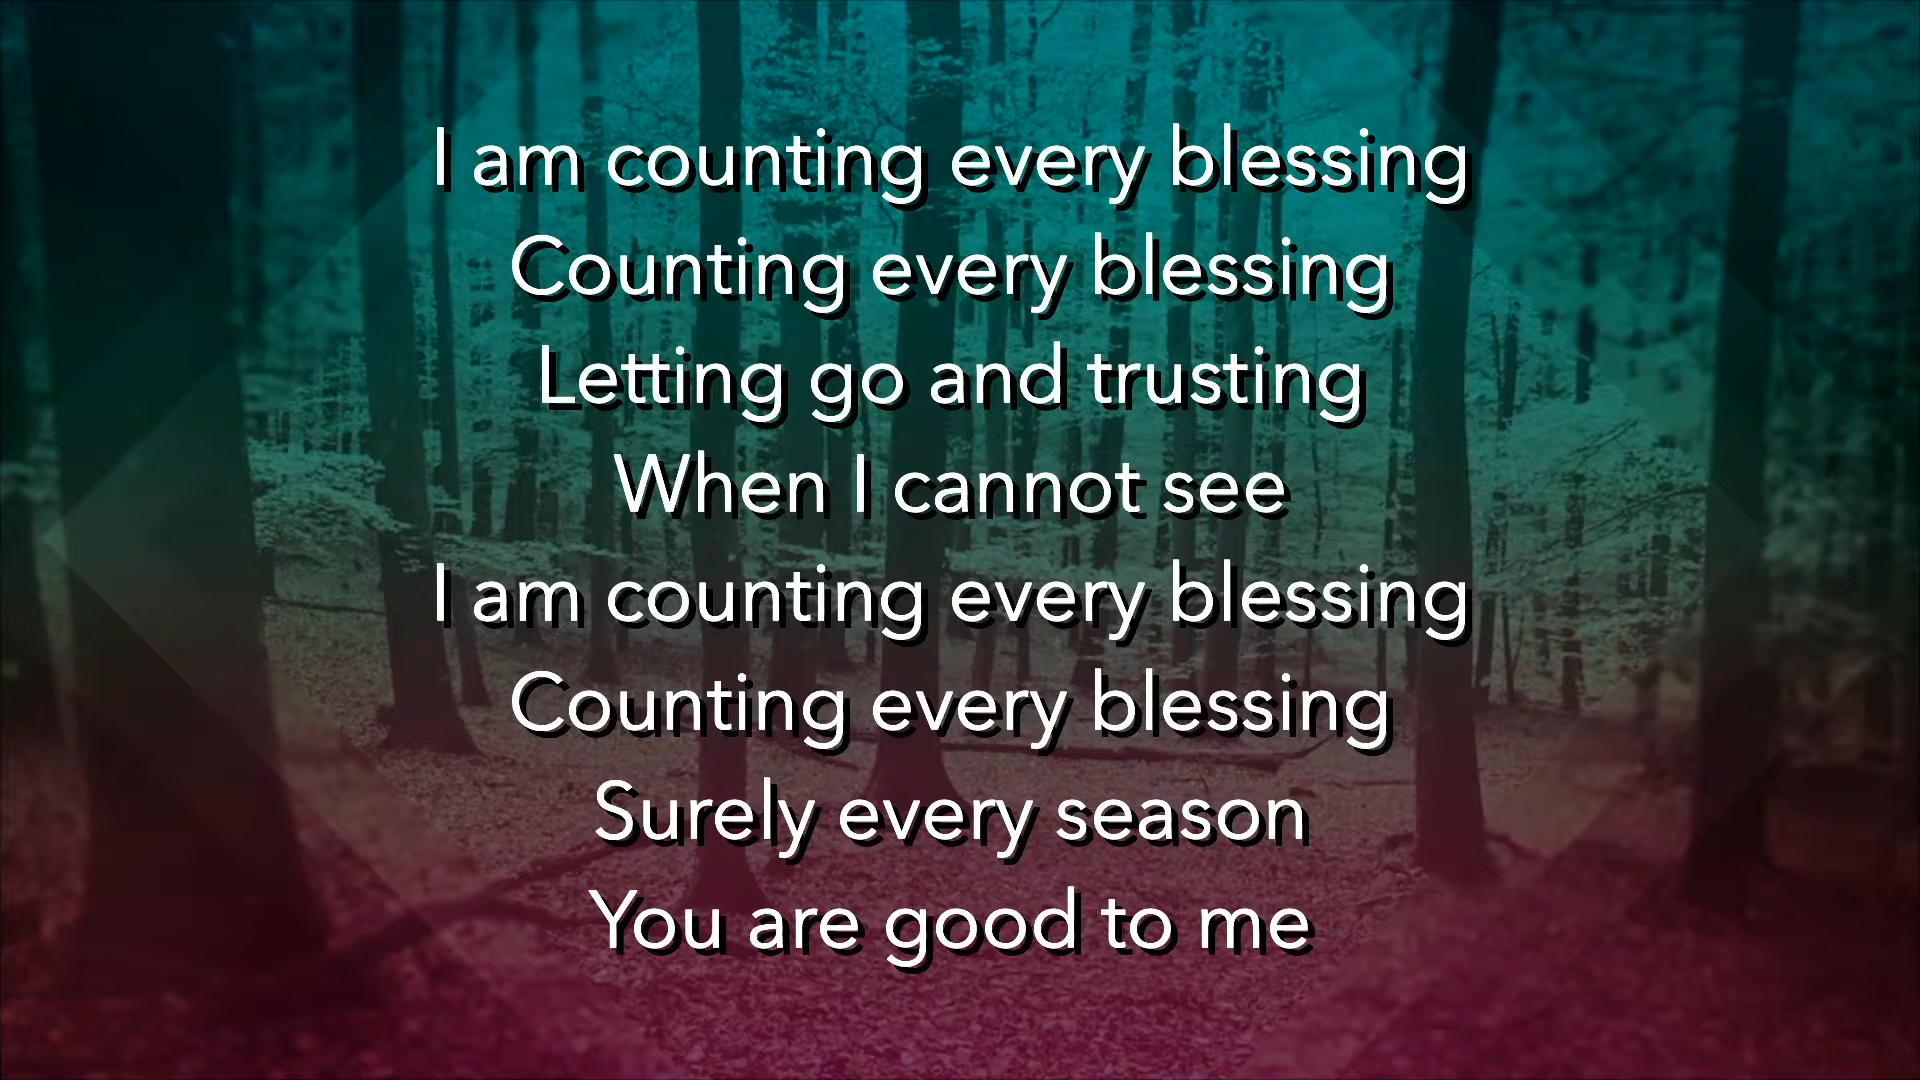 I am counting every blessing
Counting every blessing
Letting go and trusting
When I cannot see
I am counting every blessing
Counting every blessing
Surely every season
You are good to me